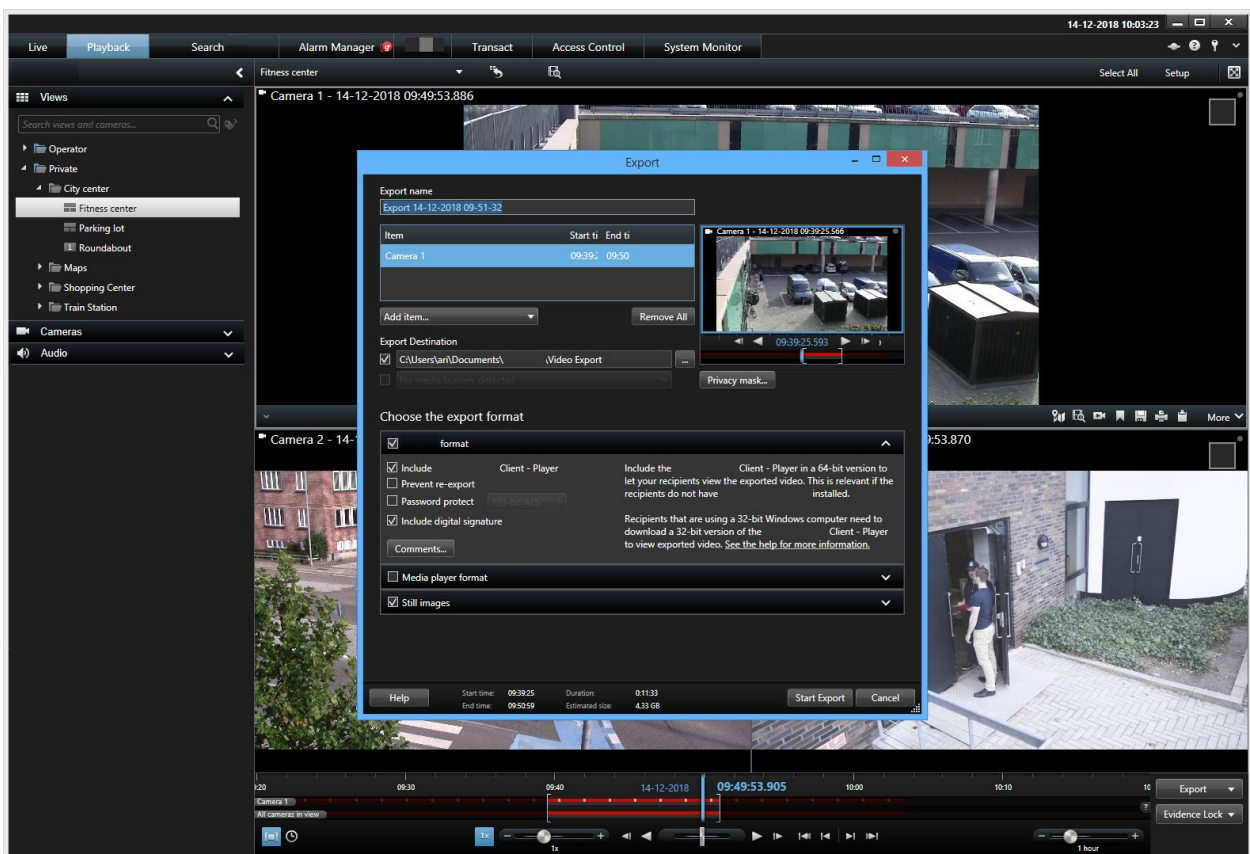 14-12-2018 10:03:23
Live Playback Search Alarm Manager Transact Access Control System Monitor
Fitness center Select All Setup
Views
Search views and cameras...
Operator
Private
City center
Fitness center
Parking lot
1 Roundabout
Maps
Shopping Center
Train Station
Cameras
Audio
Camera 1 - 14-12-2018 09:49:53.886
Export
Export name
Export 14-12-2018 09-51-32
Item Start ti End ti
Camera 1 09:39: 09:50
Add item... Remove All
Camera 1 - 14-12-2018 09:39:25.566
09:39:25.593
Export Destination
C:\Users\ari\Documents\ .\Video Export ...
No media burners detected
Privacy mask...
Choose the export format
format
Include Client - Player
Prevent re-export
Password protect
Include digital signature
Comments...
Include the Client - Player in a 64-bit version to
let your recipients view the exported video. This is relevant if the
recipients do not have installed.
Recipients that are using a 32-bit Windows computer need to
download a 32-bit version of the Client - Player
to view exported video. See the help for more information.
Media player format
Still images
Help Start time: 09:39:25 Duration: 0:11:33
End time: 09:50:59 Estimated size: 4,33 GB
Start Export Cancel
More
Camera 2 - 14-
9:53.870
:20 09:30 09:40 14-12-2018 09:49:53.905 10:00 10:10 10
Camera 1
All cameras in view
Export
Evidence Lock
1x - + 1x
- + 1 hour